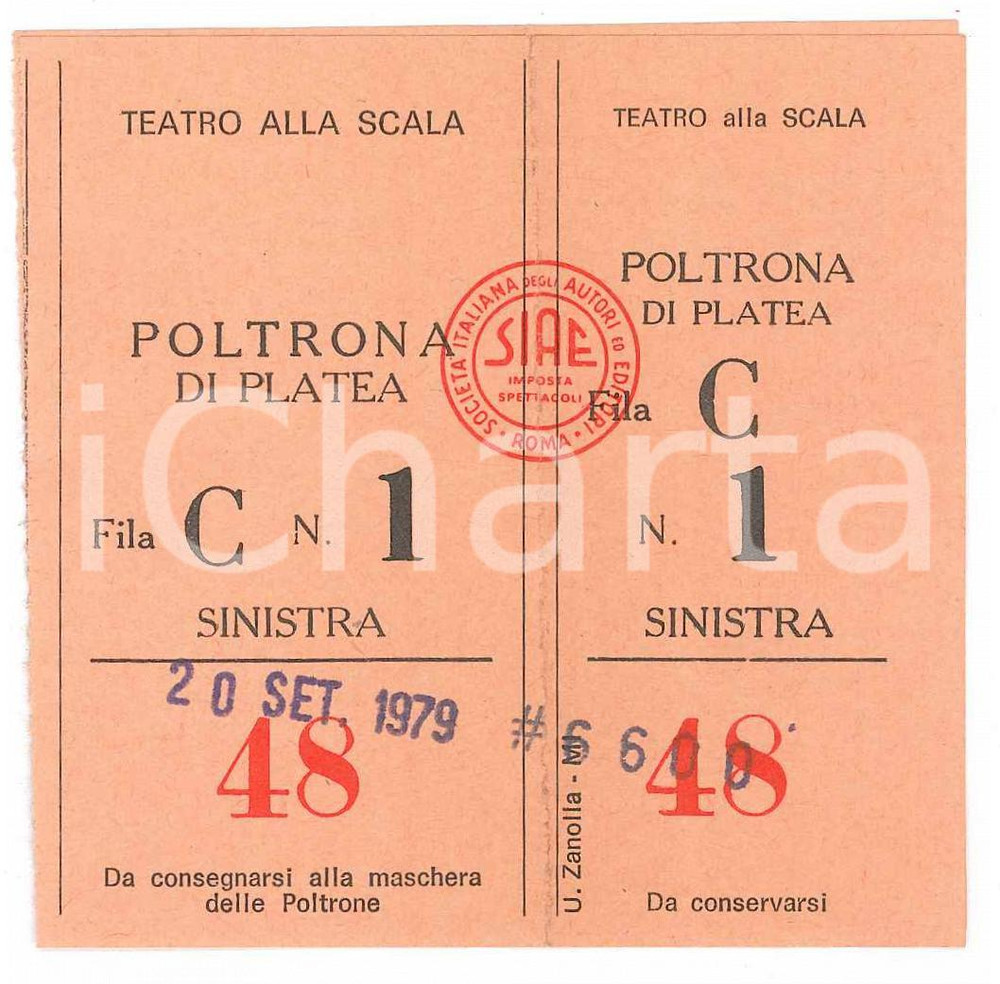 TEATRO ALLA SCALA
POLTRONA
DI PLATEA
Fila C N. 1
SINISTRA
20 SET. 1979
48
Da consegnarsi alla maschera
delle Poltrone
SOCIETÀ ITALIANA DEGLI AUTORI ED EDITORI
SIAE
IMPOSTA
SPETTACOLI
· ROMA ·
TEATRO alla SCALA
POLTRONA
DI PLATEA
Fila C
N. 1
SINISTRA
#6600
48
U. Zanolla - MI
Da conservarsi
iCharta